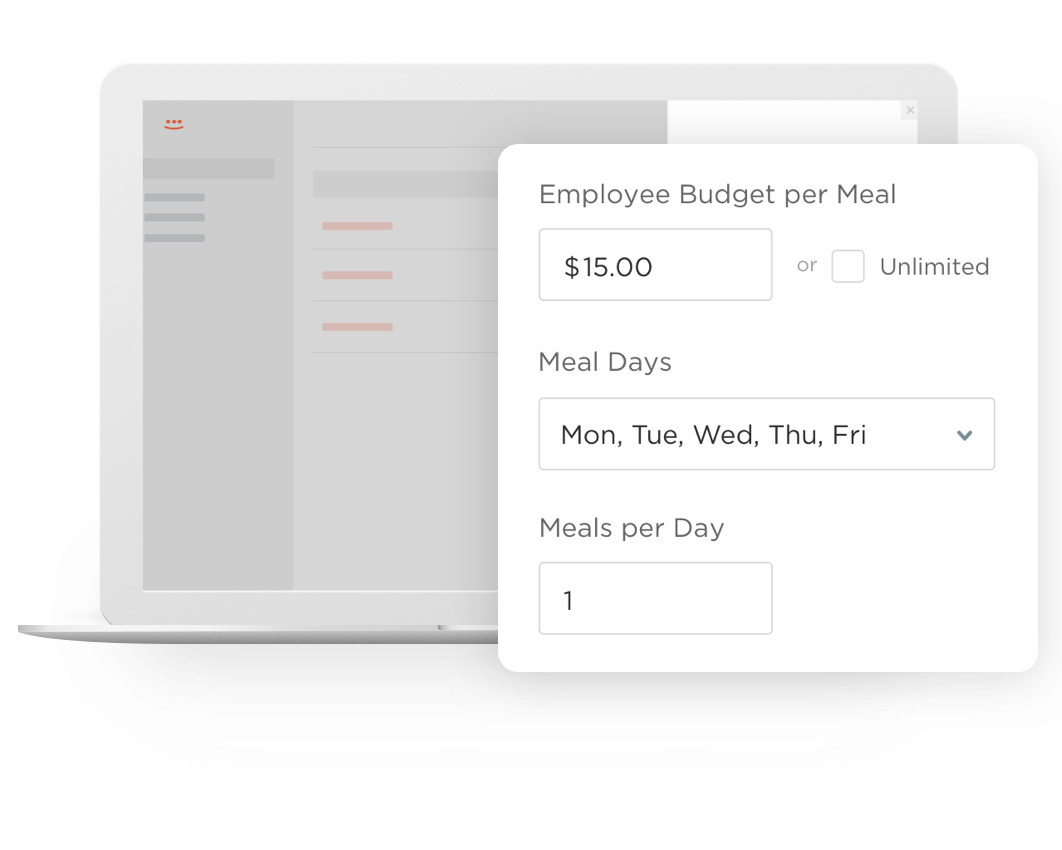 Employee Budget per Meal
$15.00 or Unlimited
Meal Days
Mon, Tue, Wed, Thu, Fri
Meals per Day
1